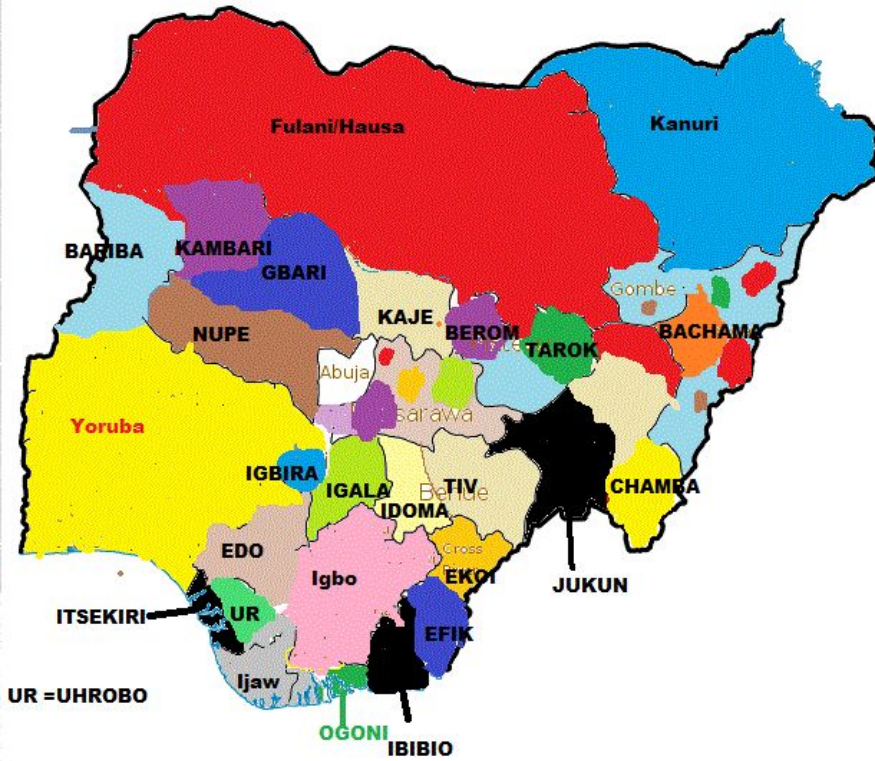 Fulani/Hausa
Kanuri
BARIBA
KAMBARI
GBARI
Gombe
KAJE
NUPE
BEROM
TAROK
BACHAMA
Abuja
sarawa
Yoruba
IGBIRA
IGALA
IDOMA
TIV
Benue
CHAMBA
EDO
Igbo
Cross
EKOI
JUKUN
ITSEKIRI
UR
EFIK
Ijaw
UR =UHROBO
OGONI
IBIBIO